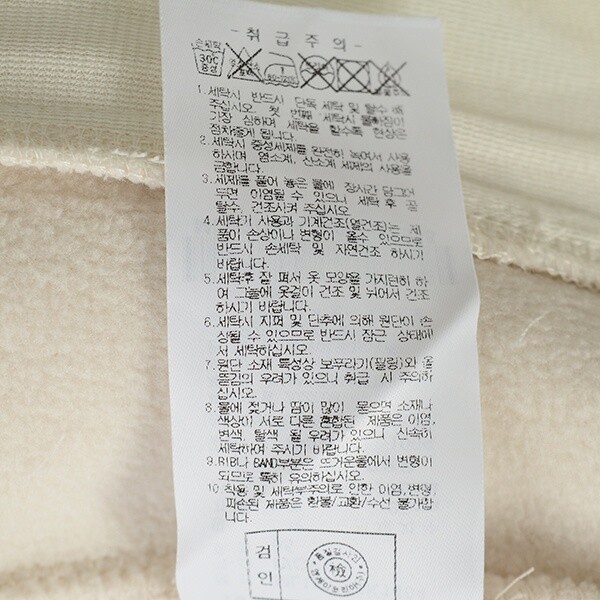 - 취 급 주 의 -
손세탁
30℃
중성
60-120℃
1.세탁시 반드시 단독 세탁 및 탈수 해
주십시오. 첫 번째 세탁시 물빠짐이
가장 심하며 세탁을 할수록 현상은
점차줄게 됩니다.
2.세탁시 중성세제를 완전히 녹여서 사용
하시며 염소계, 산소계 세제의 사용을
금합니다.
3.세제를 풀어 놓은 물에 장시간 담그어
두면 이염될 수 있으니 세탁 후 곧
탈수, 건조시켜 주십시오.
4.세탁기 사용과 기계건조(열건조)는 제
품이 손상이나 변형이 올수 있으므로
반드시 손세탁 및 자연건조 하시기
바랍니다.
5.세탁후 잘 펴서 옷 모양을 가지런히 하
여 그늘에 옷걸이 건조 및 뉘어서 건조
하시기 바랍니다.
6.세탁시 지퍼 및 단추에 의해 원단이 손
상될 수 있으므로 반드시 잠근 상태에
서 세탁하십시오.
7.원단 소재 특성상 보푸라기(필링)와 올
뜯김의 우려가 있으니 취급 시 주의하
십시오.
8.물에 젖거나 땀이 많이 묻으면 소재나
색상이 서로 다른 혼합된 제품은 이염,
변색, 탈색 될 우려가 있으니 신속히
세탁하여 주기 바랍니다.
9.RIB나 BAND부분은 뜨거운물에서 변형이
되므로 특히 유의하십시오.
10.착용 및 세탁부주의로 인한 이염,변형,
파손된 제품은 환불/교환/수선 불가합
니다.
검
인
품질검사의
檢